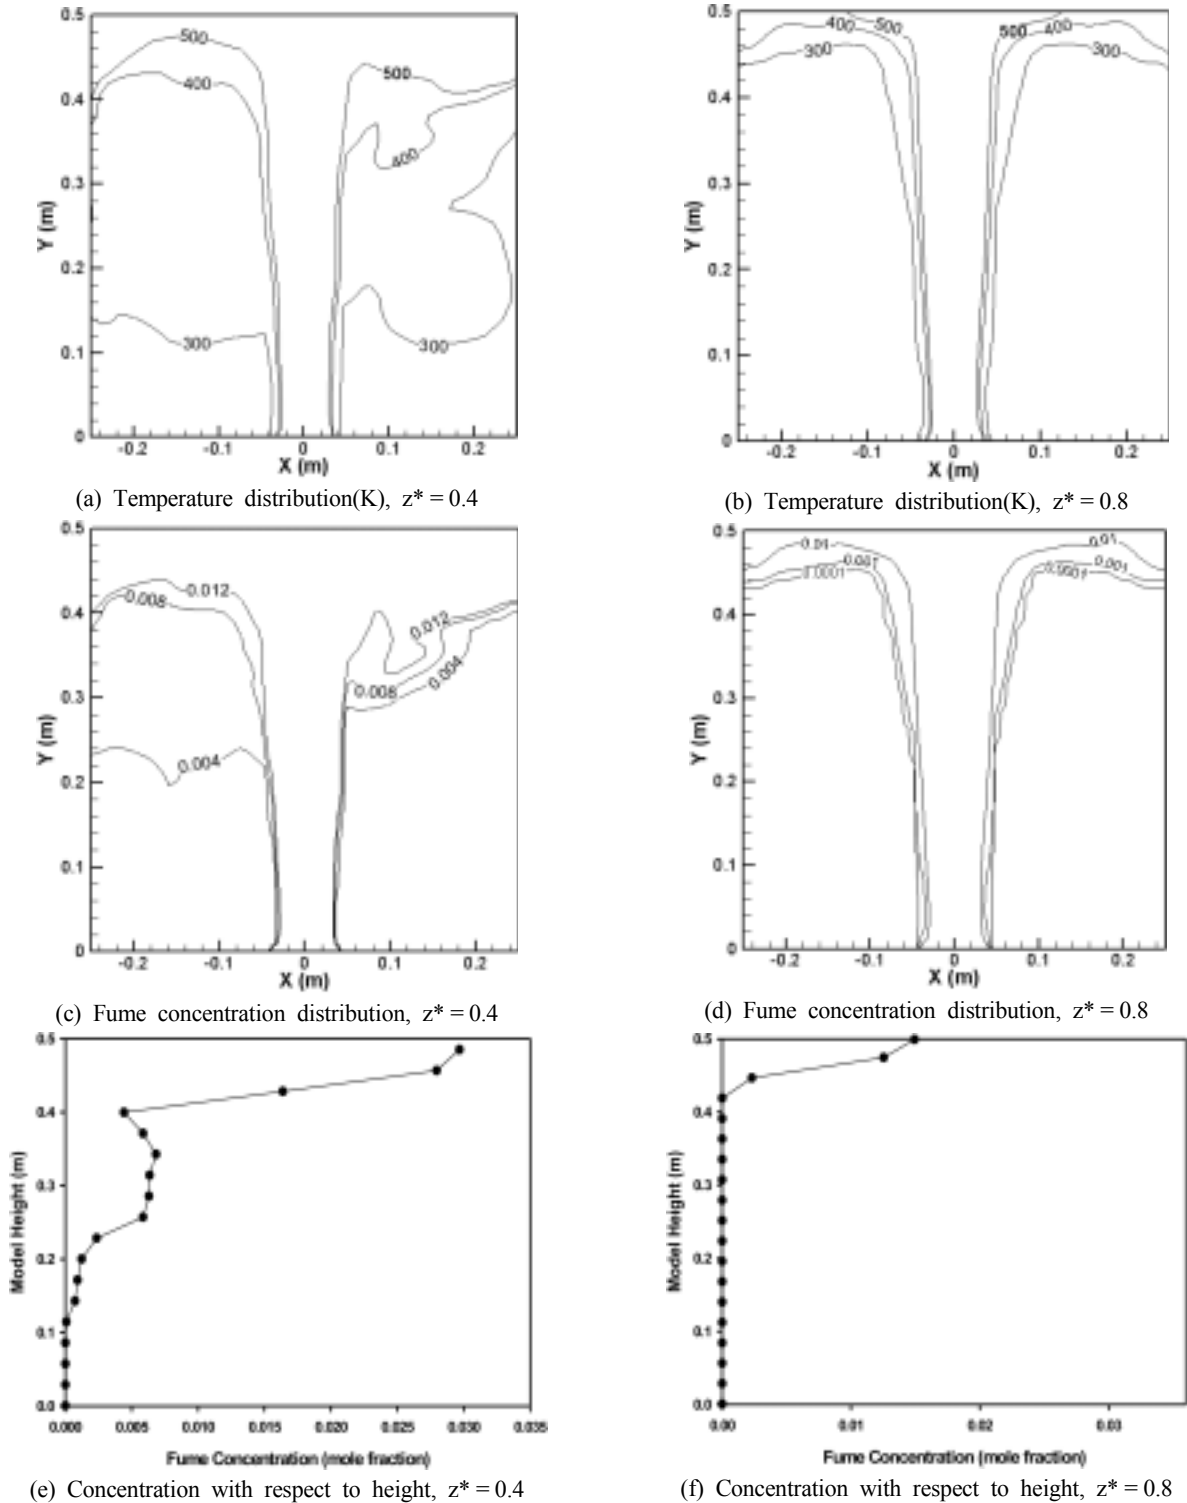 0.5
0.4
0.3
0.2
0.1
0
Y (m)
500
400
500
400
300
300
-0.2 -0.1 0 0.1 0.2
X (m)
(a) Temperature distribution(K), z* = 0.4
0.5
0.4
0.3
0.2
0.1
0
Y (m)
400 500
300
500 400
300
-0.2 -0.1 0 0.1 0.2
X (m)
(b) Temperature distribution(K), z* = 0.8
0.5
0.4
0.3
0.2
0.1
0
Y (m)
0.012
0.008
0.004
0.012
0.008
0.004
-0.2 -0.1 0 0.1 0.2
X (m)
(c) Fume concentration distribution, z* = 0.4
0.5
0.4
0.3
0.2
0.1
0
Y (m)
0.01
0.001
0.0001
0.01
0.001
0.0001
-0.2 -0.1 0 0.1 0.2
X (m)
(d) Fume concentration distribution, z* = 0.8
0.5
0.4
0.3
0.2
0.1
0.0
Model Height (m)
0.000 0.005 0.010 0.015 0.020 0.025 0.030 0.035
Fume Concentration (mole fraction)
(e) Concentration with respect to height, z* = 0.4
0.5
0.4
0.3
0.2
0.1
0.0
Model Height (m)
0.00 0.01 0.02 0.03
Fume Concentration (mole fraction)
(f) Concentration with respect to height, z* = 0.8